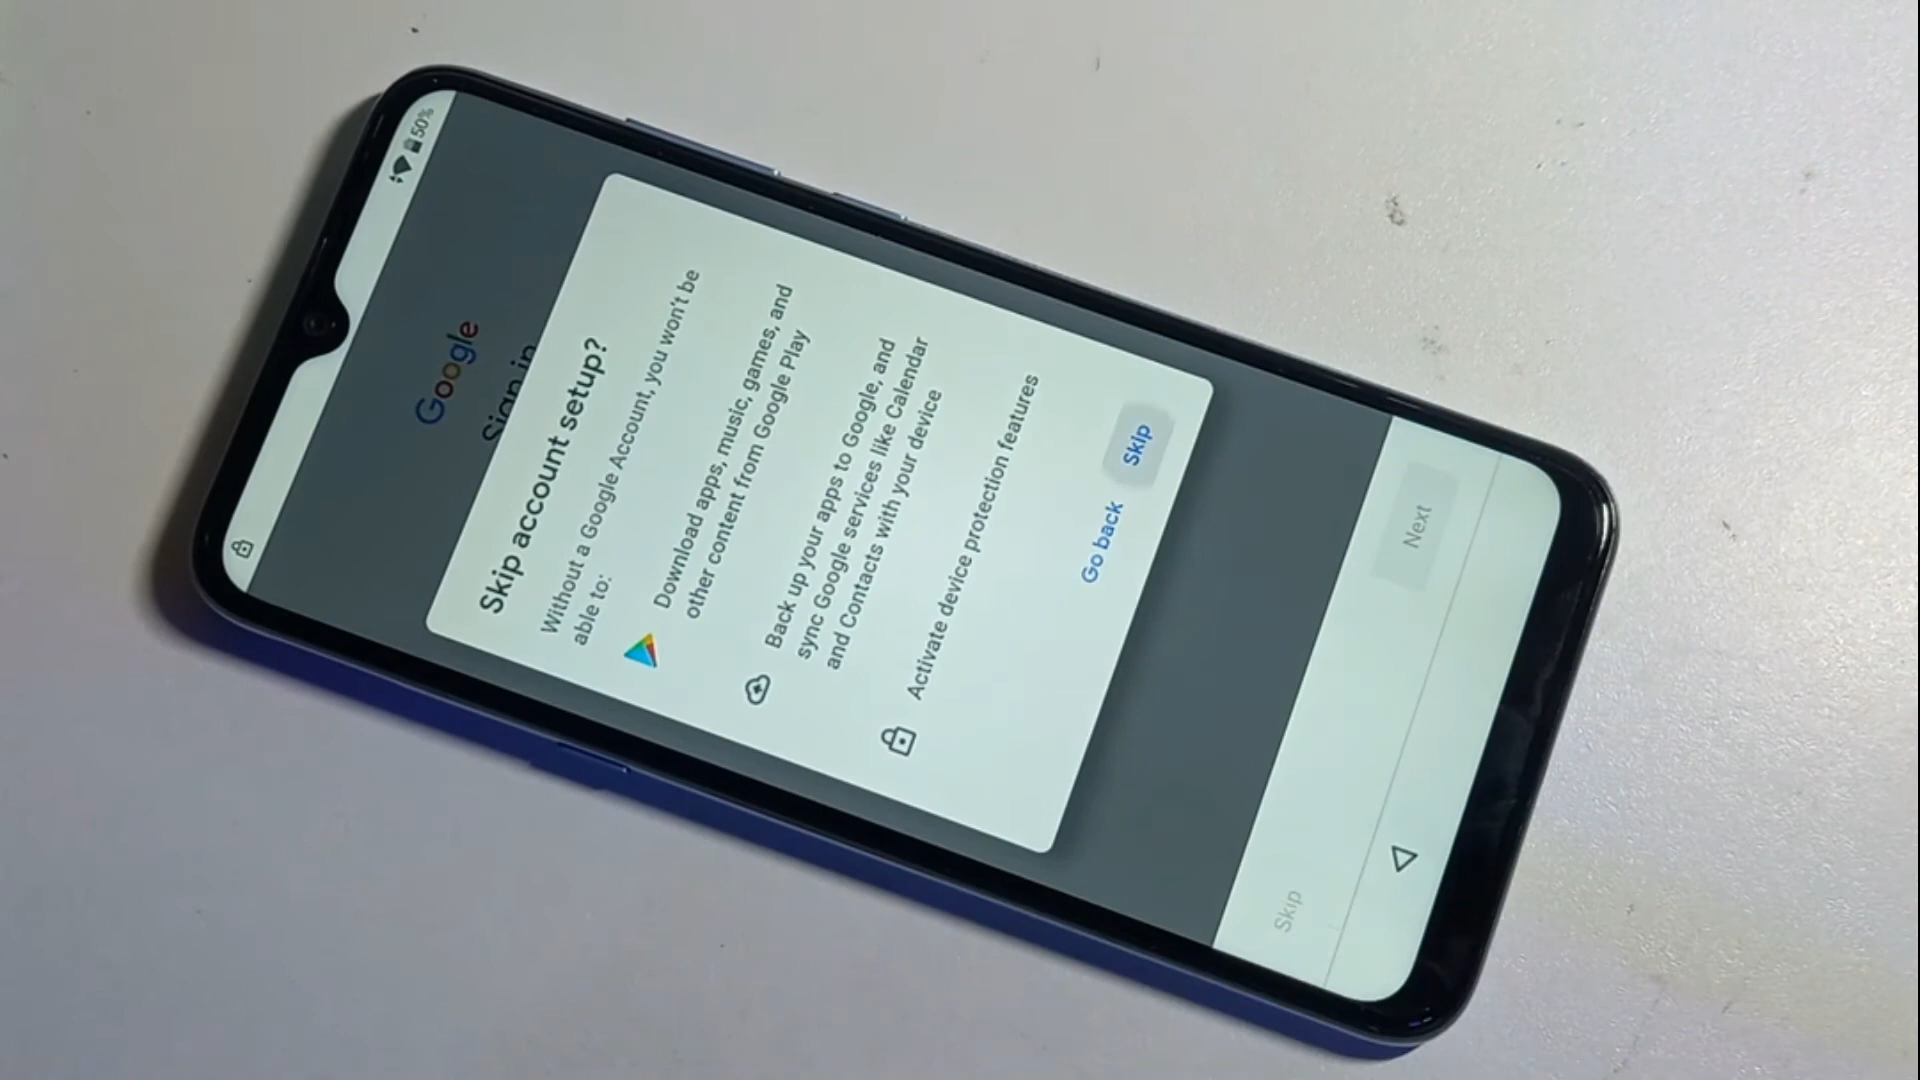 50%
Google
Sign in
Skip account setup?
Without a Google Account, you won't be
able to:
Download apps, music, games, and
other content from Google Play
Back up your apps to Google, and
sync Google services like Calendar
and Contacts with your device
Activate device protection features
Go back Skip
Skip Next